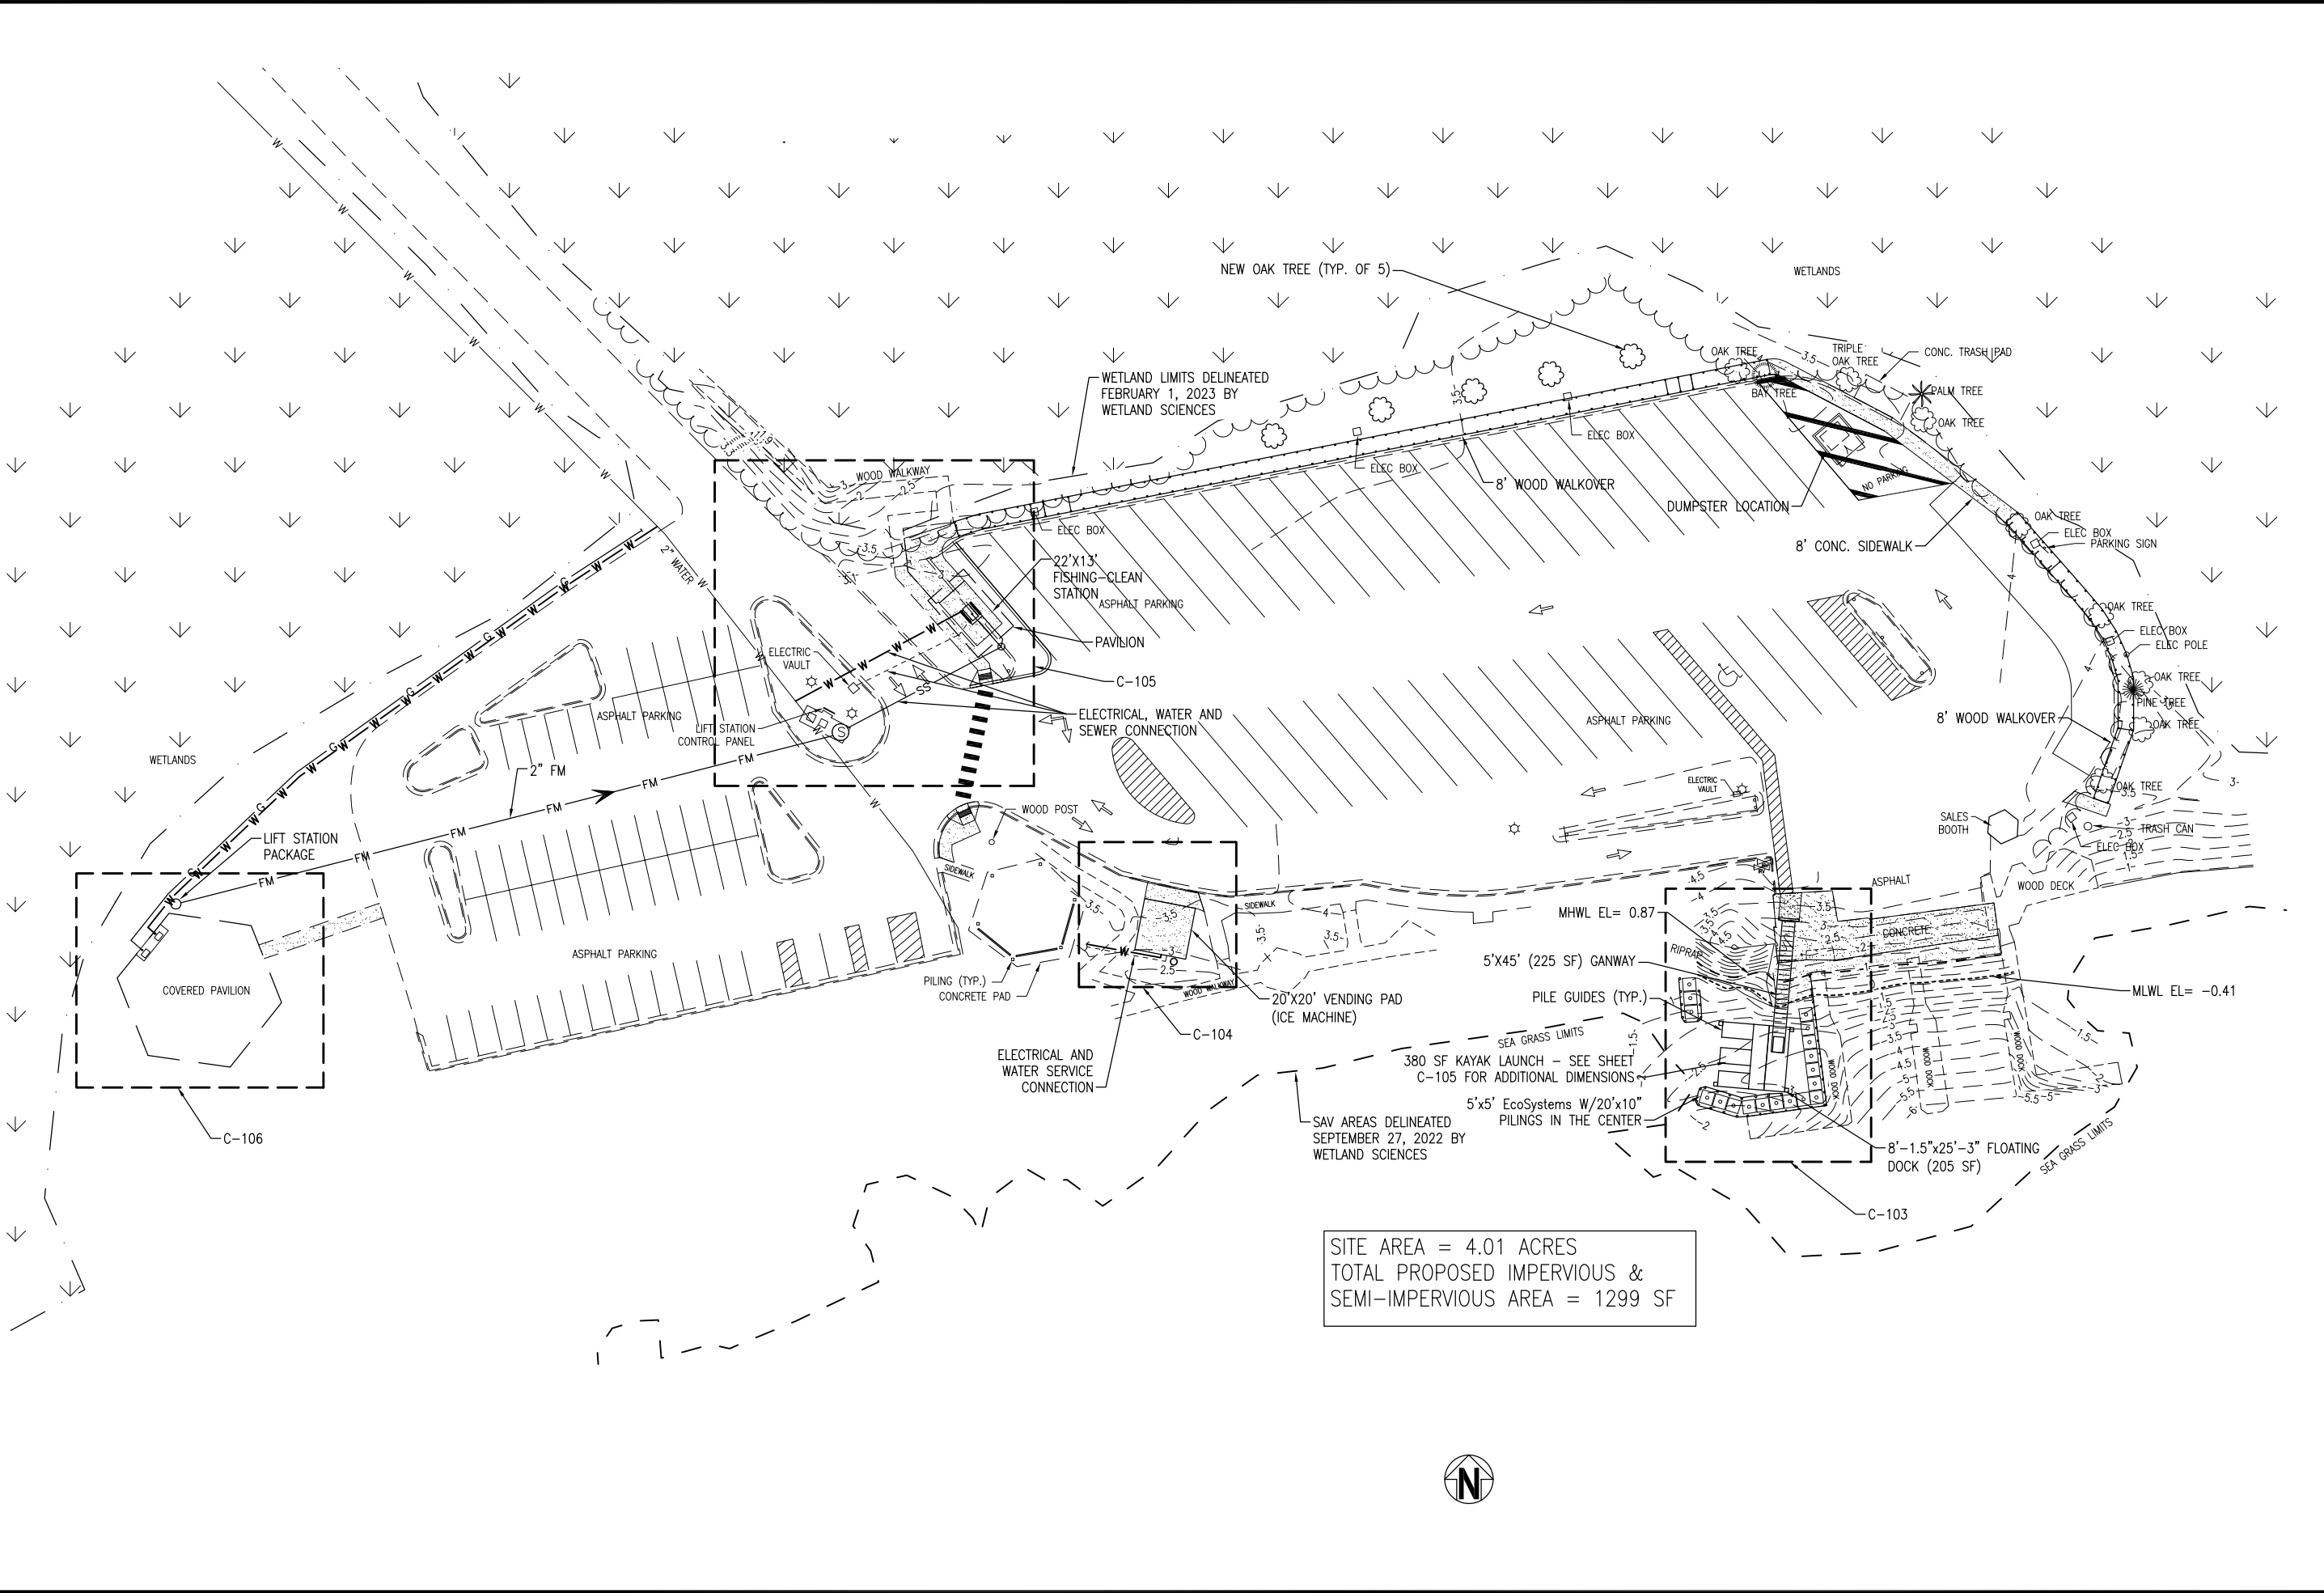 NEW OAK TREE (TYP. OF 5)
WETLANDS
OAK TREE
TRIPLE
OAK TREE
CONC. TRASH PAD
BAY TREE
PALM TREE
OAK TREE
WETLAND LIMITS DELINEATED
FEBRUARY 1, 2023 BY
WETLAND SCIENCES
ELEC BOX
ELEC BOX
8' WOOD WALKOVER
NO PARKING
DUMPSTER LOCATION
WOOD WALKWAY
ELEC BOX
OAK TREE
ELEC BOX
PARKING SIGN
8' CONC. SIDEWALK
2" WATER
22'X13'
FISHING-CLEAN
STATION
ASPHALT PARKING
OAK TREE
ELEC BOX
ELEC POLE
PAVILION
ELECTRIC
VAULT
C-105
OAK TREE
PINE TREE
OAK TREE
8' WOOD WALKOVER
ASPHALT PARKING
ELECTRICAL, WATER AND
SEWER CONNECTION
ASPHALT PARKING
LIFT STATION
CONTROL PANEL
SS
S
WETLANDS
2" FM
FM
FM
FM
FM
FM
FM
FM
ELECTRIC
VAULT
OAK TREE
WOOD POST
SALES
BOOTH
TRASH CAN
ELEC BOX
LIFT STATION
PACKAGE
SIDEWALK
SIDEWALK
ASPHALT
WOOD DECK
MHWL EL= 0.87
CONCRETE
RIPRAP
ASPHALT PARKING
5'X45' (225 SF) GANWAY
COVERED PAVILION
PILING (TYP.)
CONCRETE PAD
WOOD WALKWAY
20'X20' VENDING PAD
(ICE MACHINE)
PILE GUIDES (TYP.)
MLWL EL= -0.41
C-104
SEA GRASS LIMITS
WOOD DOCK
WOOD DOCK
WOOD DOCK
ELECTRICAL AND
WATER SERVICE
CONNECTION
380 SF KAYAK LAUNCH - SEE SHEET
C-105 FOR ADDITIONAL DIMENSIONS
5'x5' EcoSystems W/20'x10"
PILINGS IN THE CENTER
SAV AREAS DELINEATED
SEPTEMBER 27, 2022 BY
WETLAND SCIENCES
C-106
8'-1.5"x25'-3" FLOATING
DOCK (205 SF)
SEA GRASS LIMITS
C-103
SITE AREA = 4.01 ACRES
TOTAL PROPOSED IMPERVIOUS &
SEMI-IMPERVIOUS AREA = 1299 SF
N